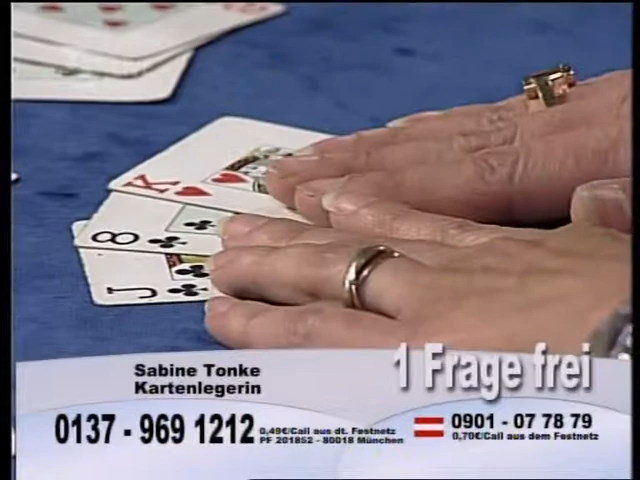 K
8
J
Sabine Tonke
Kartenlegerin
1 Frage frei
0137 - 969 1212
0,49€/Call aus dt. Festnetz
PF 201852 - 80018 München
0901 - 07 78 79
0,70€/Call aus dem Festnetz